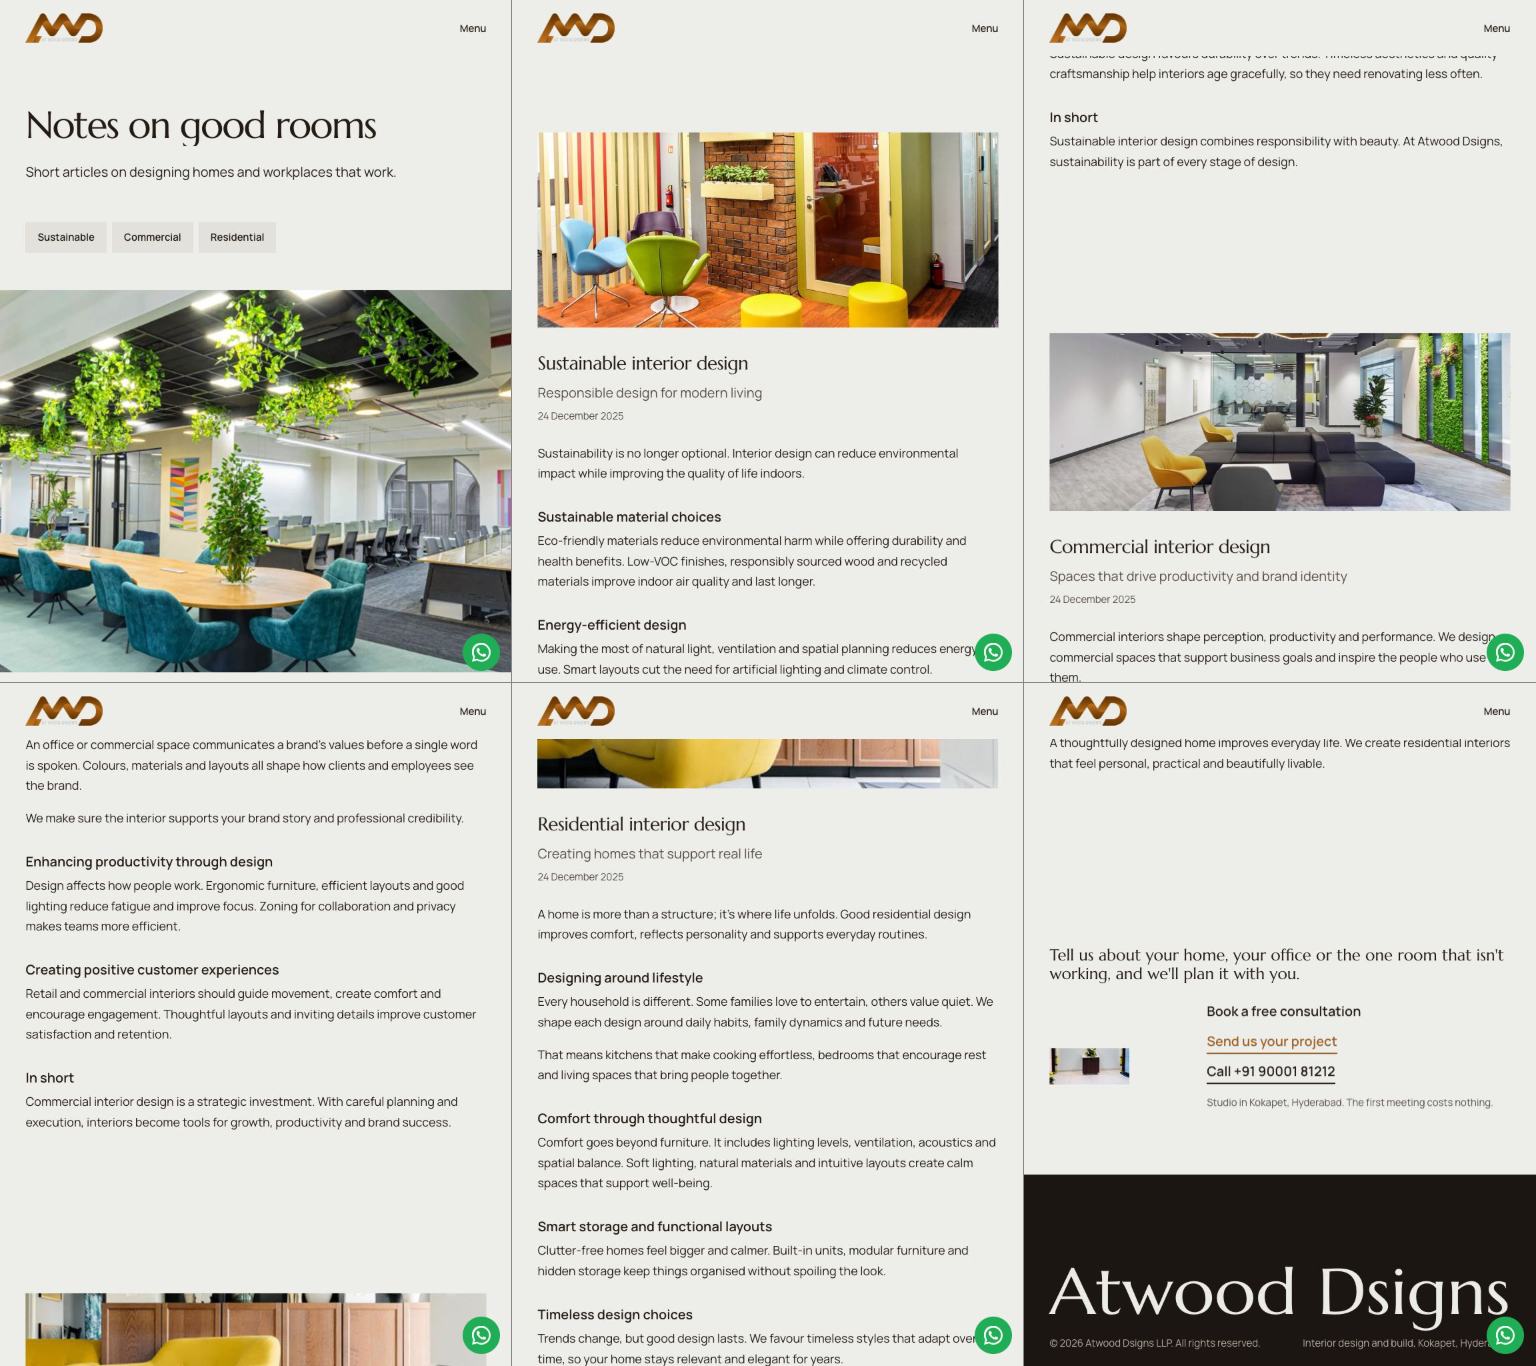 Menu
Notes on good rooms
Short articles on designing homes and workplaces that work.
Sustainable
Commercial
Residential
Menu
Sustainable interior design
Responsible design for modern living
24 December 2025
Sustainability is no longer optional. Interior design can reduce environmental
impact while improving the quality of life indoors.
Sustainable material choices
Eco-friendly materials reduce environmental harm while offering durability and
health benefits. Low-VOC finishes, responsibly sourced wood and recycled
materials improve indoor air quality and last longer.
Energy-efficient design
Making the most of natural light, ventilation and spatial planning reduces energy
use. Smart layouts cut the need for artificial lighting and climate control.
Menu
Sustainable design favours durability over trends. Timeless aesthetics and quality
craftsmanship help interiors age gracefully, so they need renovating less often.
In short
Sustainable interior design combines responsibility with beauty. At Atwood Dsigns,
sustainability is part of every stage of design.
Commercial interior design
Spaces that drive productivity and brand identity
24 December 2025
Commercial interiors shape perception, productivity and performance. We design
commercial spaces that support business goals and inspire the people who use
them.
Menu
An office or commercial space communicates a brand's values before a single word
is spoken. Colours, materials and layouts all shape how clients and employees see
the brand.
We make sure the interior supports your brand story and professional credibility.
Enhancing productivity through design
Design affects how people work. Ergonomic furniture, efficient layouts and good
lighting reduce fatigue and improve focus. Zoning for collaboration and privacy
makes teams more efficient.
Creating positive customer experiences
Retail and commercial interiors should guide movement, create comfort and
encourage engagement. Thoughtful layouts and inviting details improve customer
satisfaction and retention.
In short
Commercial interior design is a strategic investment. With careful planning and
execution, interiors become tools for growth, productivity and brand success.
Menu
Residential interior design
Creating homes that support real life
24 December 2025
A home is more than a structure; it's where life unfolds. Good residential design
improves comfort, reflects personality and supports everyday routines.
Designing around lifestyle
Every household is different. Some families love to entertain, others value quiet. We
shape each design around daily habits, family dynamics and future needs.
That means kitchens that make cooking effortless, bedrooms that encourage rest
and living spaces that bring people together.
Comfort through thoughtful design
Comfort goes beyond furniture. It includes lighting levels, ventilation, acoustics and
spatial balance. Soft lighting, natural materials and intuitive layouts create calm
spaces that support well-being.
Smart storage and functional layouts
Clutter-free homes feel bigger and calmer. Built-in units, modular furniture and
hidden storage keep things organised without spoiling the look.
Timeless design choices
Trends change, but good design lasts. We favour timeless styles that adapt over
time, so your home stays relevant and elegant for years.
Menu
A thoughtfully designed home improves everyday life. We create residential interiors
that feel personal, practical and beautifully livable.
Tell us about your home, your office or the one room that isn't
working, and we'll plan it with you.
Book a free consultation
Send us your project
Call +91 90001 81212
Studio in Kokapet, Hyderabad. The first meeting costs nothing.
Atwood Dsigns
© 2026 Atwood Dsigns LLP. All rights reserved.
Interior design and build, Kokapet,